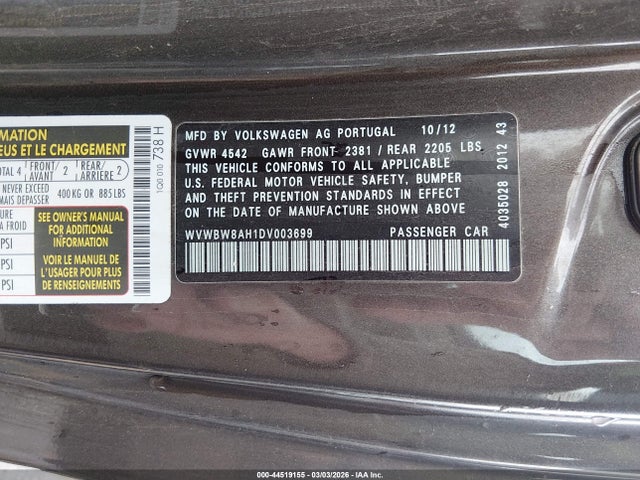 RMATION
EUS ET LE CHARGEMENT
TOTAL 4 FRONT/AVANT 2 REAR/ARRIERE 2
NEVER EXCEED 400 KG OR 885 LBS
JAMAIS DEPASSER
SEE OWNER'S MANUAL
FOR ADDITIONAL
INFORMATION
VOIR LE MANUEL DE
L'USAGER POUR PLUS
DE RENSEIGNEMENTS
A FROID
PSI
PSI
PSI
1Q0 010 738 H
MFD BY VOLKSWAGEN AG PORTUGAL 10/12
GVWR 4542 GAWR FRONT- 2381 / REAR 2205 LBS
THIS VEHICLE CONFORMS TO ALL APPLICABLE
U.S. FEDERAL MOTOR VEHICLE SAFETY, BUMPER
AND THEFT PREVENTION STANDARDS IN EFFECT
ON THE DATE OF MANUFACTURE SHOWN ABOVE
WVWBW8AH1DV003699 PASSENGER CAR
4035028 2012 43
000-44519155 - 03/03/2026 - IAA Inc.